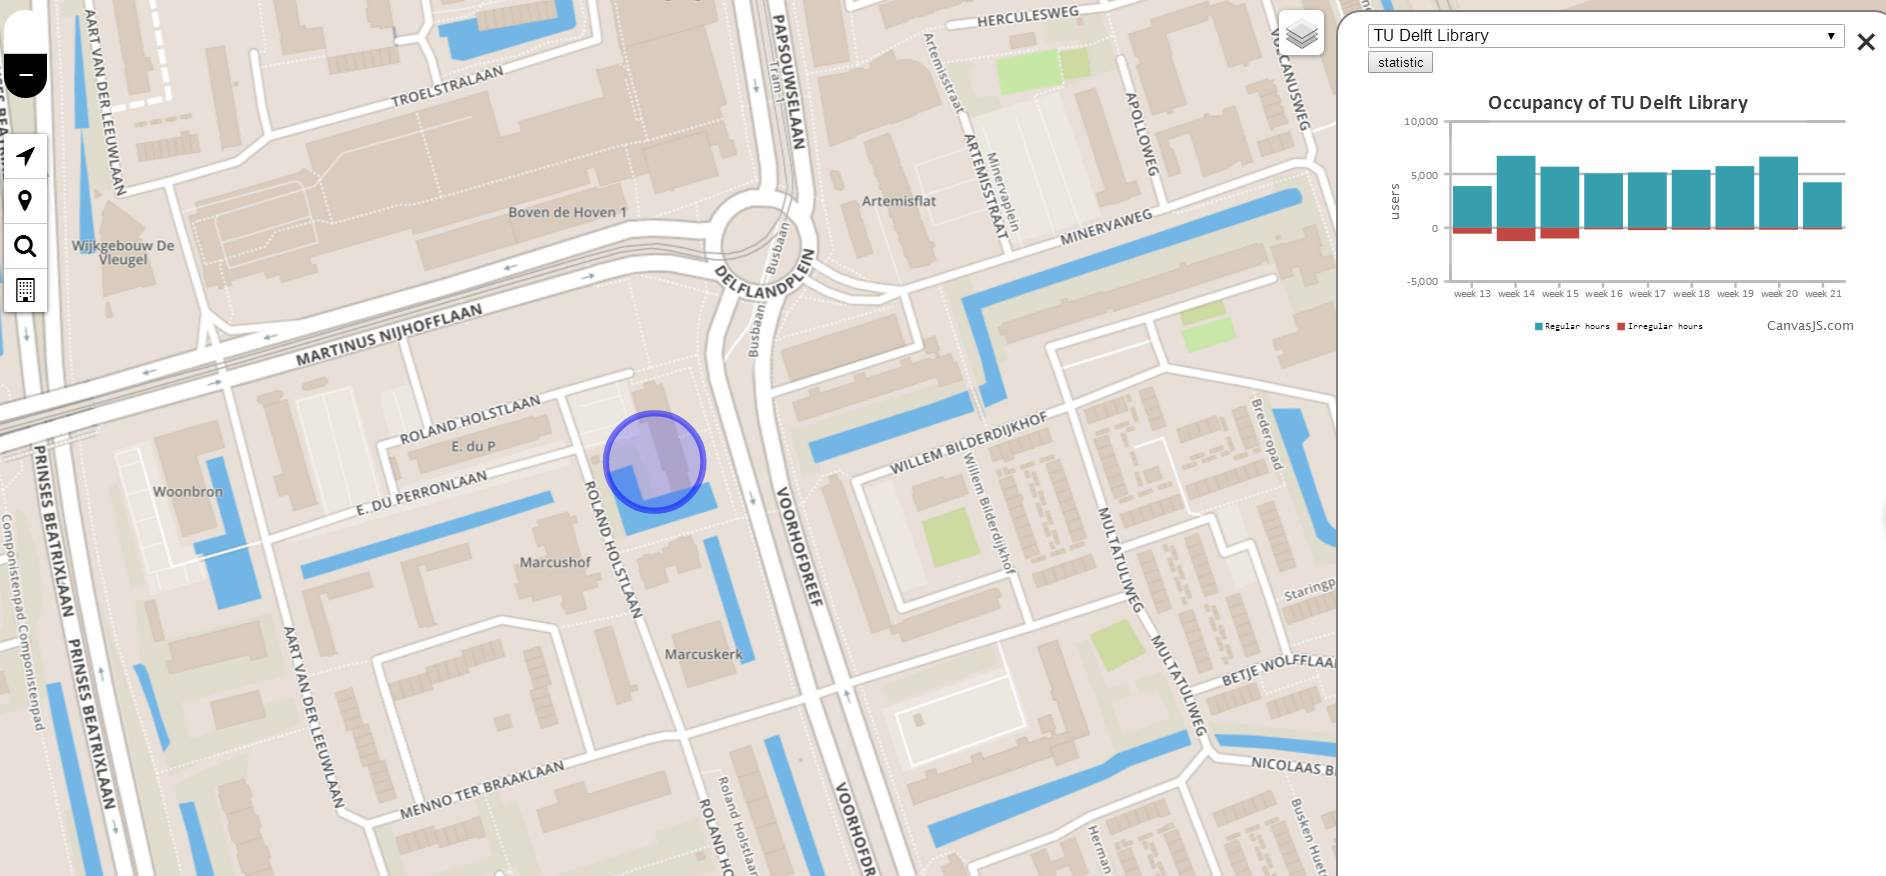 HERCULESWEG
AART VAN DER LEEUWLAAN
PAPSOUWSELAAN
Tram 1
Artemisstraat
TROELSTRALAAN
APOLLOWEG
ARTEMISSTRAAT
Minervaplein
Wijkgebouw De
Vleugel
Boven de Hoven 1
Artemisflat
MINERVAWEG
Busbaan
DELFLANDPLEIN
Busbaan
MARTINUS NIJHOFFLAAN
ROLAND HOLSTLAAN
E. du P
E. DU PERRONLAAN
Woonbron
WILLEM BILDERDIJKHOF
Willem Bilderdijkhof
Brederopad
PRINSES BEATRIXLAAN
ROLAND HOLSTLAAN
VOORHOFDREEF
MULTATULIWEG
Componistenpad Componistenpad
Marcushof
Staringp
Marcuskerk
PRINSES BEATRIXLAAN
AART VAN DER LEEUWLAAN
MULTATULIWEG
BETJE WOLFFLAA
NICOLAAS B
MENNO TER BRAAKLAAN
ROLAND HO
Roland Holstlaa
VOORHOFDR
Herman
Busken Huet
TU Delft Library
statistic
Occupancy of TU Delft Library
10,000
5,000
users
0
-5,000
week 13 week 14 week 15 week 16 week 17 week 18 week 19 week 20 week 21
Regular hours Irregular hours
CanvasJS.com